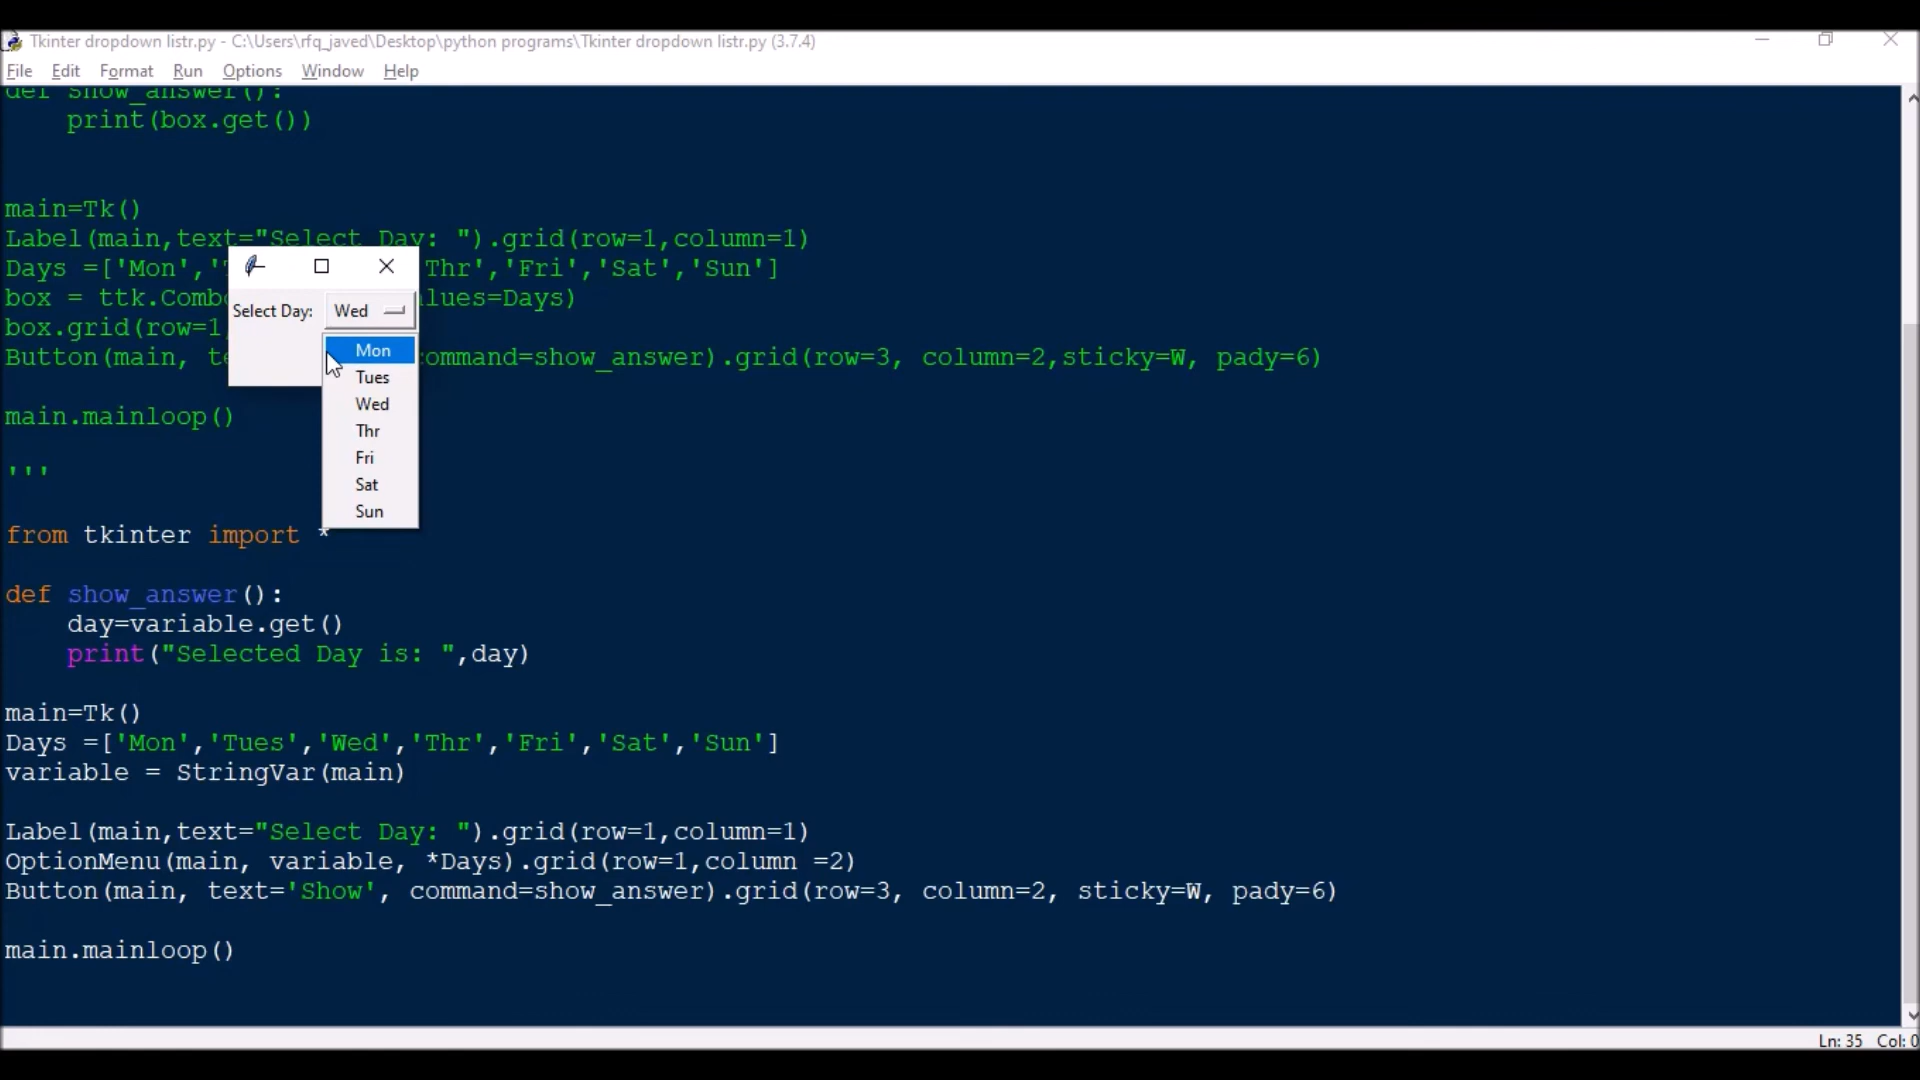 Tkinter dropdown listr.py - C:\Users\rfq_javed\Desktop\python programs\Tkinter dropdown listr.py (3.7.4)
File Edit Format Run Options Window Help
def show_answer():
    print(box.get())
main=Tk()
Label(main,text="Select Day: ").grid(row=1,column=1)
Days =['Mon',' Thr','Fri','Sat','Sun']
box = ttk.Combo lues=Days)
box.grid(row=1
Button(main, te ommand=show_answer).grid(row=3, column=2,sticky=W, pady=6)
main.mainloop()
'''
Select Day: Wed
Mon
Tues
Wed
Thr
Fri
Sat
Sun
from tkinter import *
def show_answer():
    day=variable.get()
    print("Selected Day is: ",day)
main=Tk()
Days =['Mon','Tues','Wed','Thr','Fri','Sat','Sun']
variable = StringVar(main)
Label(main,text="Select Day: ").grid(row=1,column=1)
OptionMenu(main, variable, *Days).grid(row=1,column =2)
Button(main, text='Show', command=show_answer).grid(row=3, column=2, sticky=W, pady=6)
main.mainloop()
Ln: 35 Col: 0